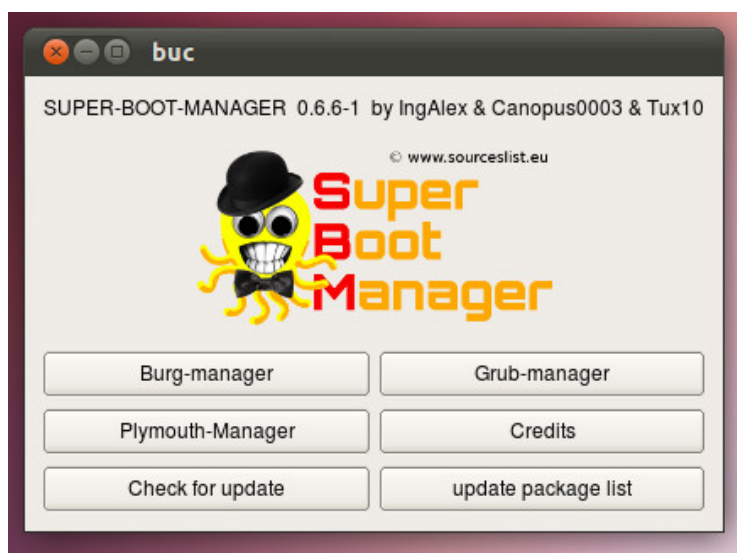 buc
SUPER-BOOT-MANAGER 0.6.6-1 by IngAlex & Canopus0003 & Tux10
© www.sourceslist.eu
Super
Boot
Manager
Burg-manager
Grub-manager
Plymouth-Manager
Credits
Check for update
update package list